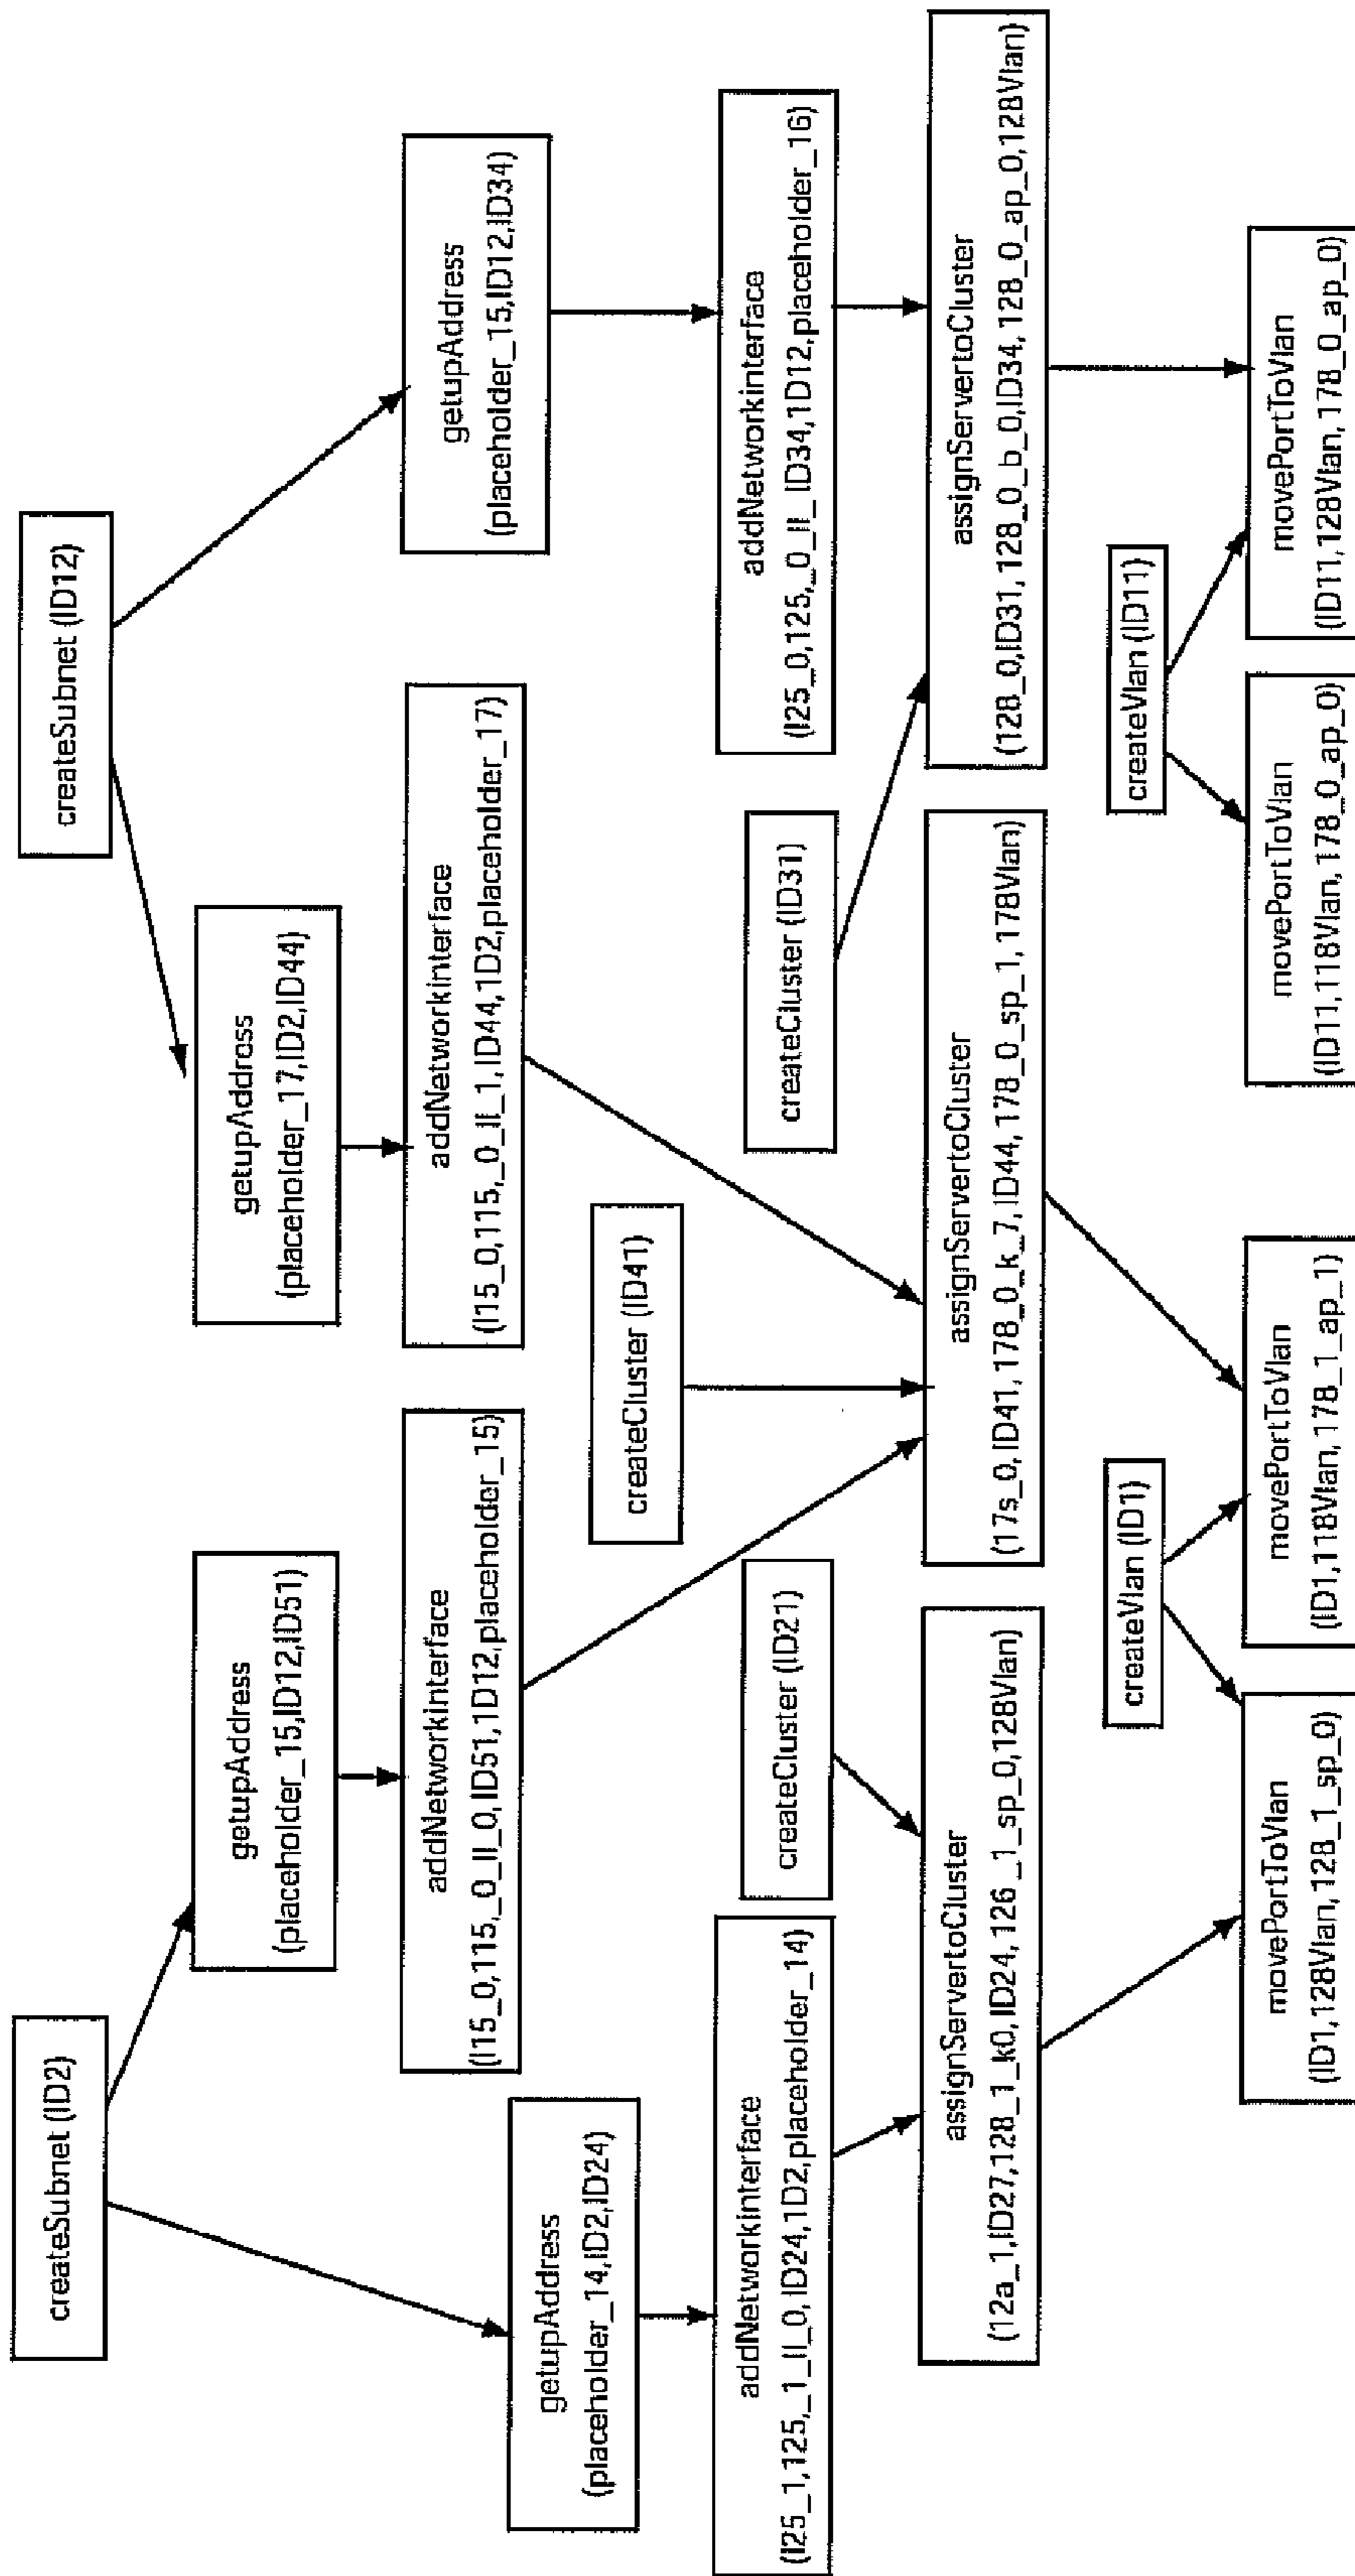 createSubnet (ID2)
createSubnet (ID12)
getupAddress
(placeholder_15,ID12,ID51)
getupAddress
(placeholder_17,ID2,ID44)
getupAddress
(placeholder_14,ID2,ID24)
addNetworkinterface
(I15_0,115,_0_II_0,ID51,1D12,placeholder_15)
addNetworkinterface
(I15_0,115,_0_II_1,ID44,1D2,placeholder_17)
getupAddress
(placeholder_15,ID12,ID34)
createCluster (ID41)
addNetworkinterface
(I25_1,125,_1_II_0,ID24,1D2,placeholder_14)
createCluster (ID21)
createCluster (ID31)
addNetworkinterface
(I25_0,125,_0_II_ID34,1D12,placeholder_16)
assignServertoCluster
(12a_1,ID27,128_1_k0,ID24,126_1_sp_0,128Vlan)
assignServertoCluster
(17s_0,ID41,178_0_k_7,ID44,178_0_sp_1,178Vlan)
assignServertoCluster
(128_0,ID31,128_0_b_0,ID34,128_0_ap_0,128Vlan)
createVlan (ID1)
createVlan (ID11)
movePortToVlan
(ID1,128Vlan,128_1_sp_0)
movePortToVlan
(ID1,118Vlan,178_1_ap_1)
movePortToVlan
(ID11,118Vlan,178_0_ap_0)
movePortToVlan
(ID11,128Vlan,178_0_ap_0)